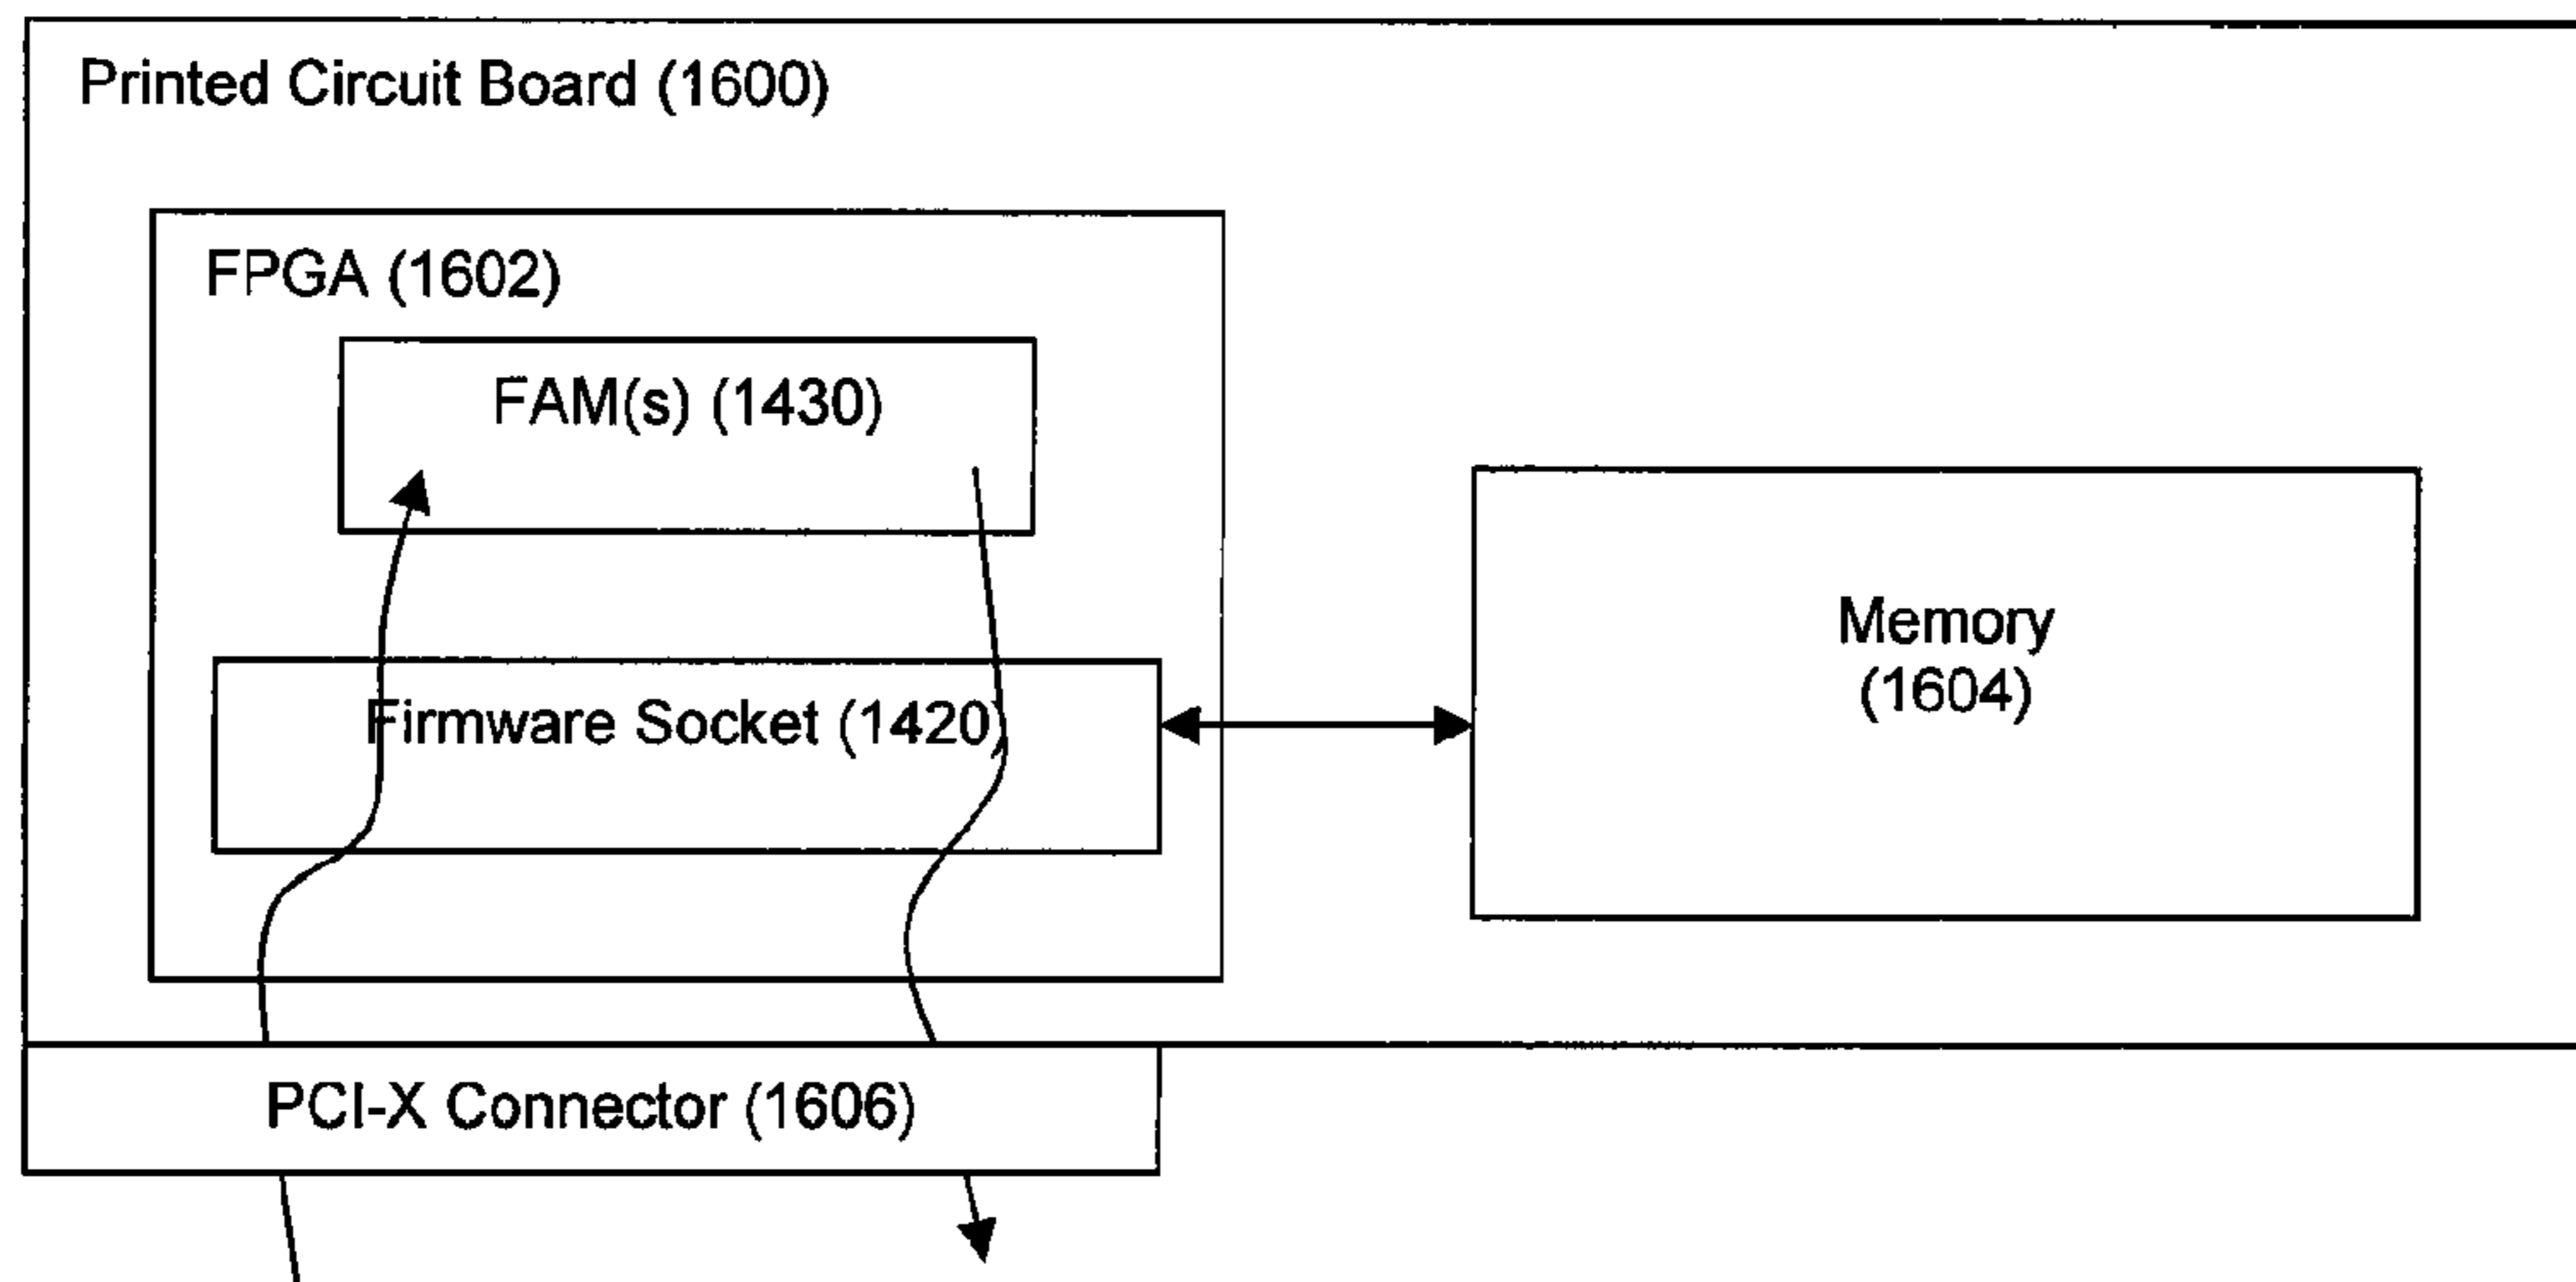 Printed Circuit Board (1600)
FPGA (1602)
FAM(s) (1430)
Firmware Socket (1420)
Memory
(1604)
PCI-X Connector (1606)